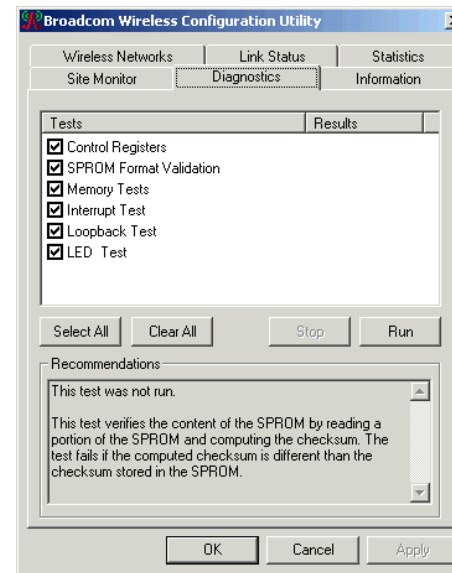 Broadcom Wireless Configuration Utility
Wireless Networks Link Status Statistics
Site Monitor Diagnostics Information
Tests Results
Control Registers
SPROM Format Validation
Memory Tests
Interrupt Test
Loopback Test
LED Test
Select All Clear All Stop Run
Recommendations
This test was not run.
This test verifies the content of the SPROM by reading a
portion of the SPROM and computing the checksum. The
test fails if the computed checksum is different than the
checksum stored in the SPROM.
OK Cancel Apply